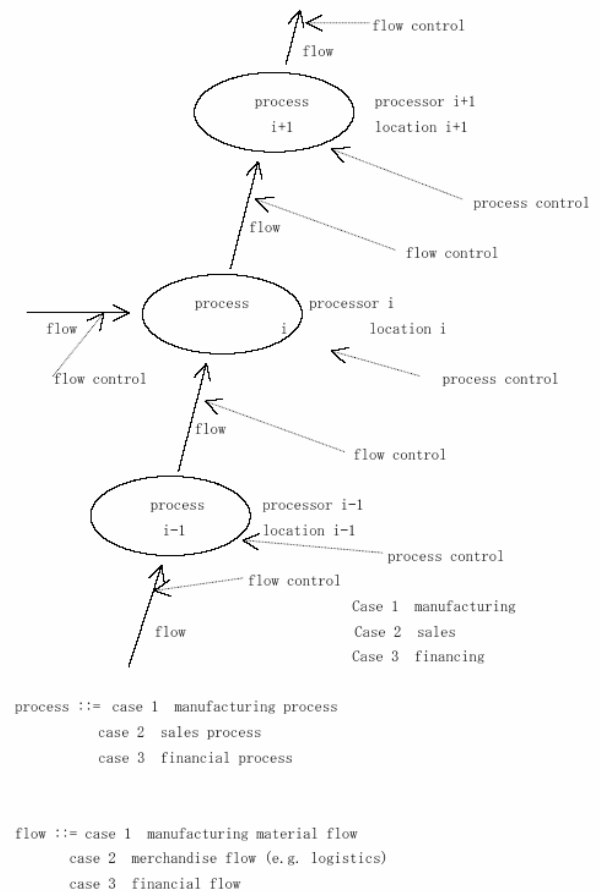 flow control
flow
process processor i+1
i+1 location i+1
process control
flow
flow control
process processor i
flow i location i
flow control process control
flow
flow control
process processor i-1
i-1 location i-1
process control
flow control
Case 1 manufacturing
flow Case 2 sales
Case 3 financing
process ::= case 1 manufacturing process
case 2 sales process
case 3 financial process
flow ::= case 1 manufacturing material flow
case 2 merchandise flow (e.g. logistics)
case 3 financial flow